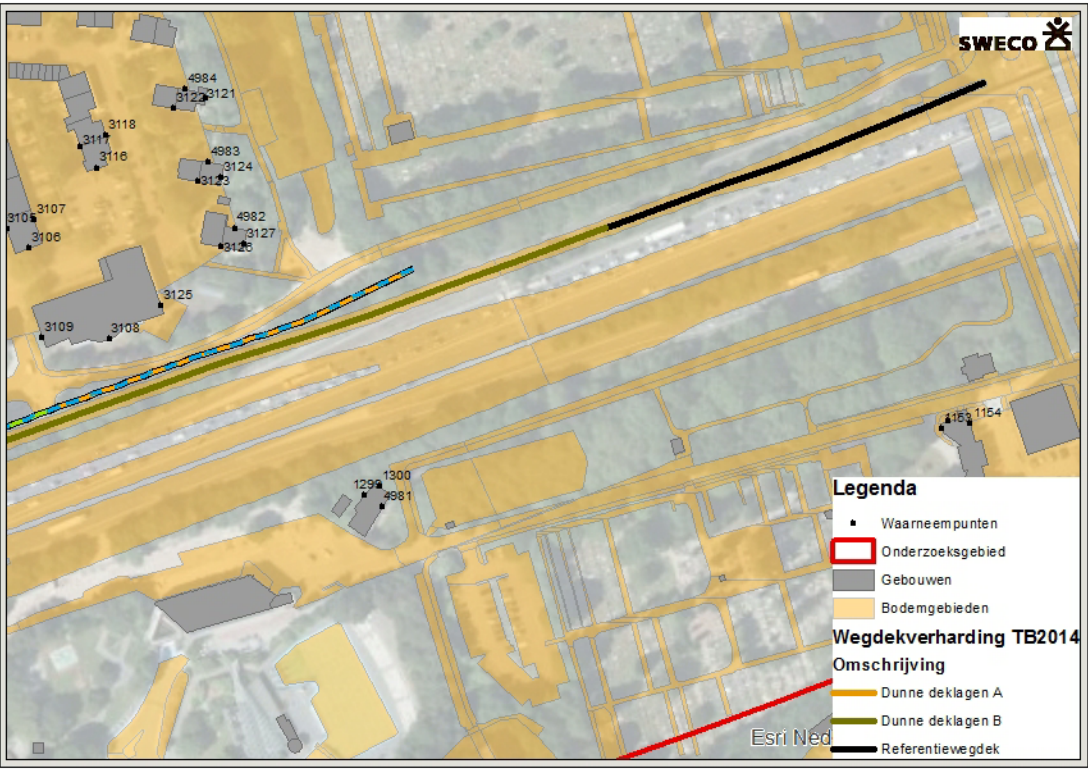 SWECO
4984
3122
3121
3118
3117
3116
4983
3124
3123
3107
3105
3106
4982
3127
3126
3125
3109
3108
1153
1154
1299
1300
4981
Legenda
Waarneempunten
Onderzoeksgebied
Gebouwen
Bodemgebieden
Wegdekverharding TB2014
Omschrijving
Dunne deklagen A
Dunne deklagen B
Referentiewegdek
Esri Ned